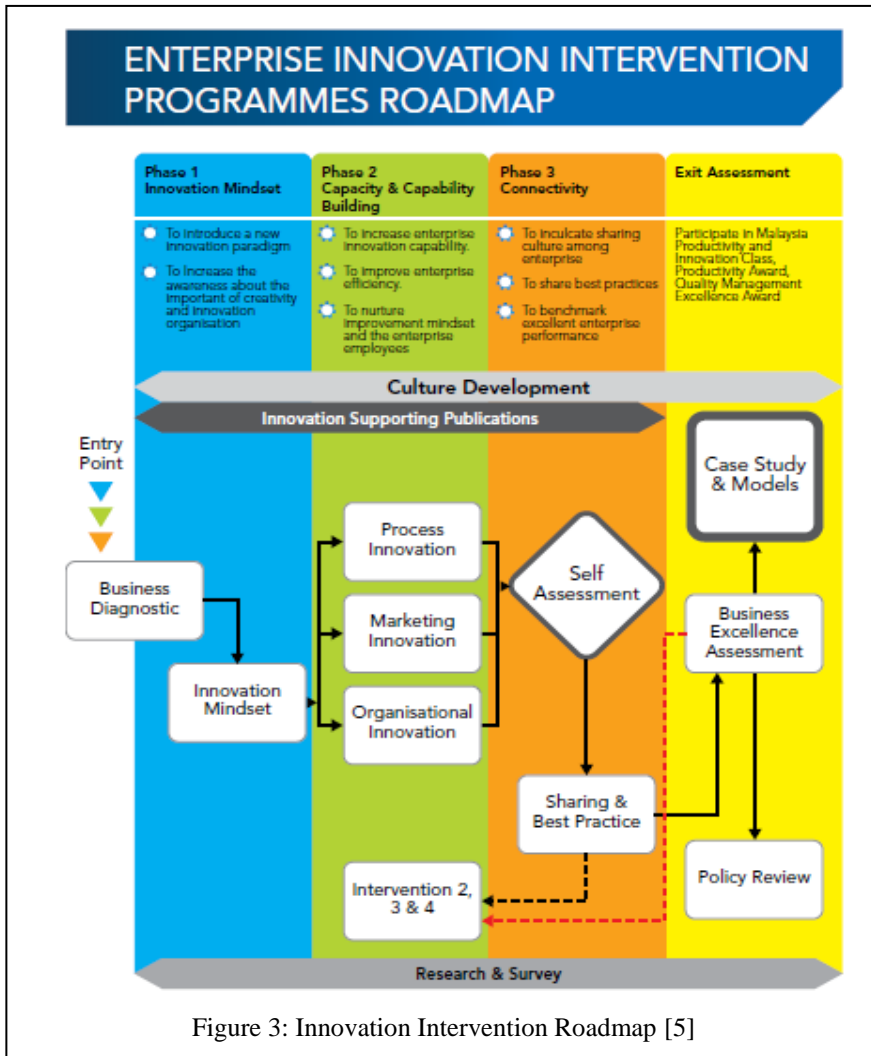 ENTERPRISE INNOVATION INTERVENTION
PROGRAMMES ROADMAP
Phase 1
Innovation Mindset
To introduce a new
innovation paradigm
To increase the
awareness about the
important of creativity
and innovation
organisation
Phase 2
Capacity & Capability
Building
To increase enterprise
innovation capability.
To improve enterprise
efficiency.
To nurture
improvement mindset
and the enterprise
employees
Phase 3
Connectivity
To inculcate sharing
culture among
enterprise
To share best practices
To benchmark
excellent enterprise
performance
Exit Assessment
Participate in Malaysia
Productivity and
Innovation Class,
Productivity Award,
Quality Management
Excellence Award
Culture Development
Innovation Supporting Publications
Entry
Point
Business
Diagnostic
Innovation
Mindset
Process
Innovation
Marketing
Innovation
Organisational
Innovation
Self
Assessment
Sharing &
Best Practice
Intervention 2,
3 & 4
Case Study
& Models
Business
Excellence
Assessment
Policy Review
Research & Survey
Figure 3: Innovation Intervention Roadmap [5]